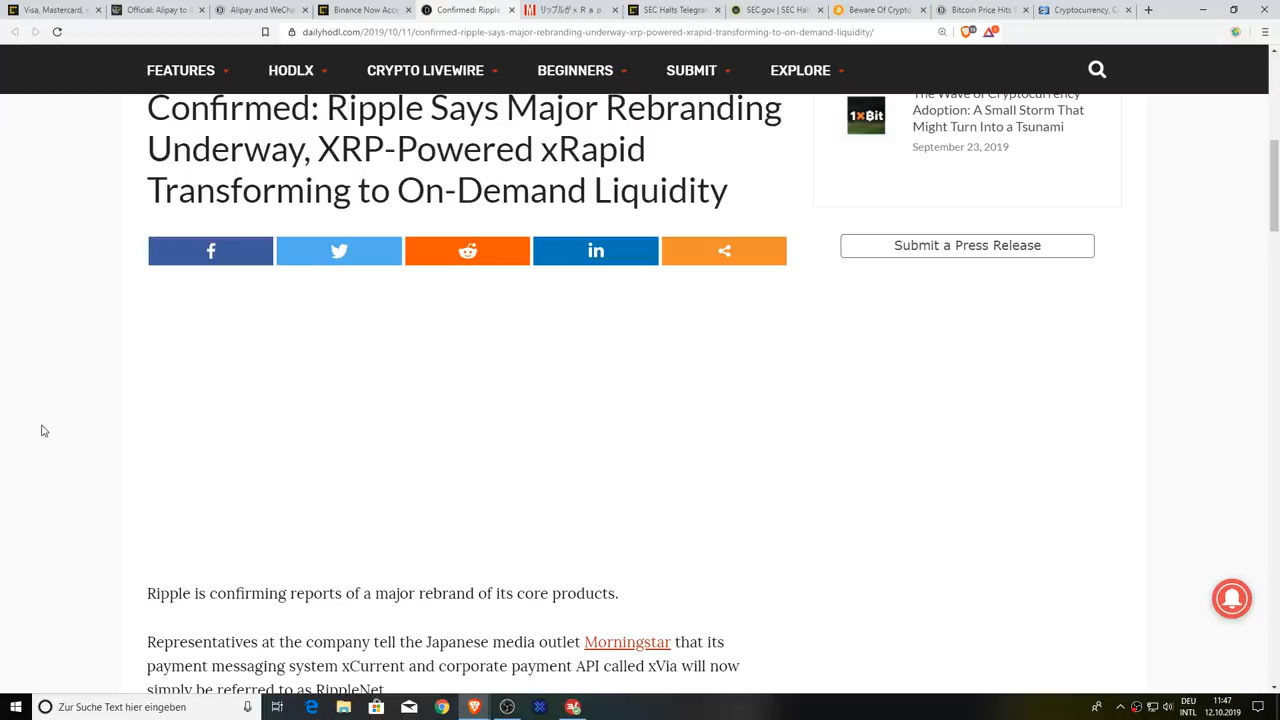 Visa, Mastercard,
Official: Alipay to
Alipay and WeCha
Binance Now Acce
Confirmed: Ripple
リップルが x R a p
SEC Halts Telegra
SEC.gov | SEC Halt
Beware Of Crypto
Bitcoin Price Hits
Cryptocurrency, Q
dailyhodl.com/2019/10/11/confirmed-ripple-says-major-rebranding-underway-xrp-powered-xrapid-transforming-to-on-demand-liquidity/
FEATURES HODLX CRYPTO LIVEWIRE BEGINNERS SUBMIT EXPLORE
Confirmed: Ripple Says Major Rebranding
Underway, XRP-Powered xRapid
Transforming to On-Demand Liquidity
The Wave of Cryptocurrency
Adoption: A Small Storm That
Might Turn Into a Tsunami
September 23, 2019
1xBit
Submit a Press Release
Ripple is confirming reports of a major rebrand of its core products.
Representatives at the company tell the Japanese media outlet Morningstar that its
payment messaging system xCurrent and corporate payment API called xVia will now
simply be referred to as RippleNet
Zur Suche Text hier eingeben
DEU
INTL
11:47
12.10.2019